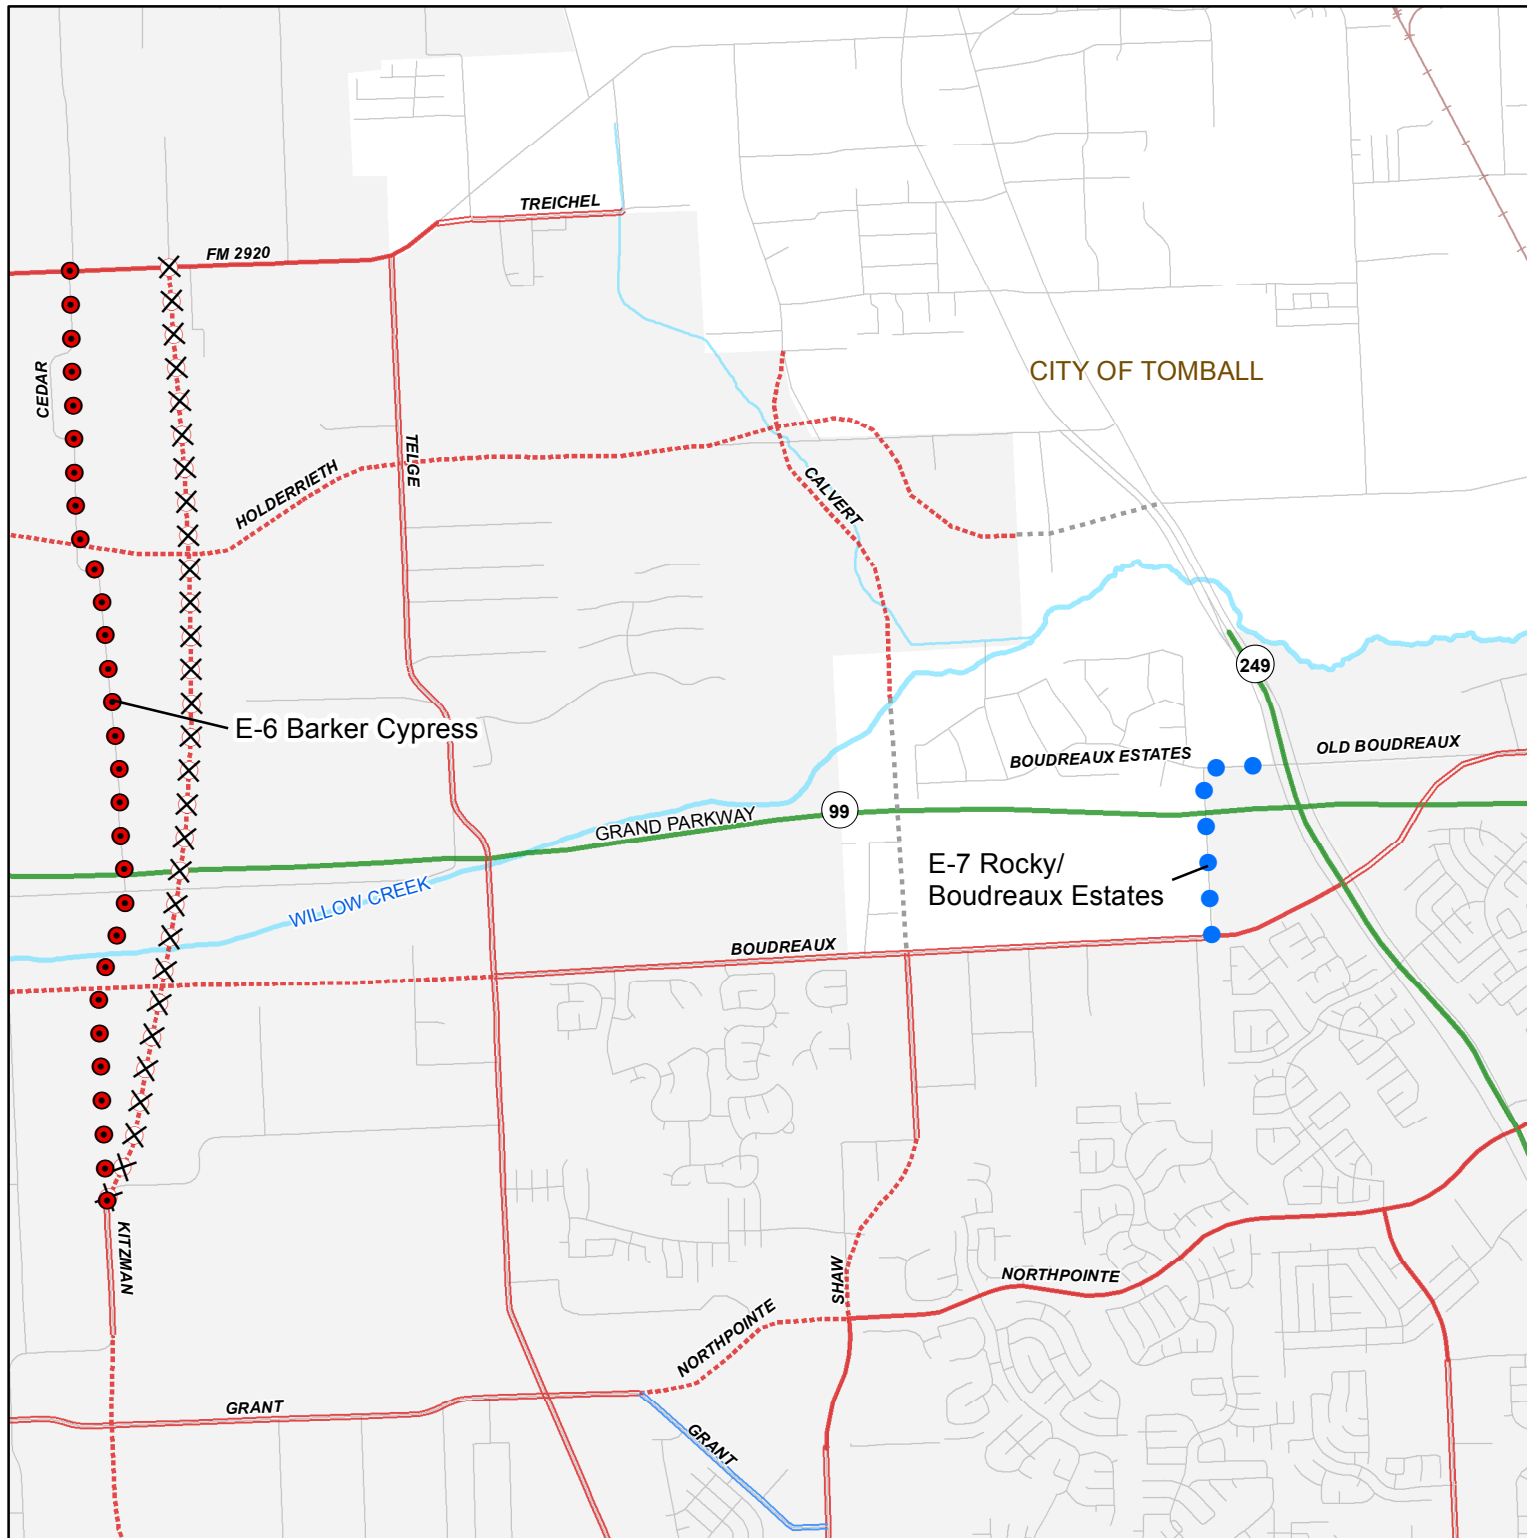 TREICHEL
FM 2920
CEDAR
CITY OF TOMBALL
TELGE
HOLDERRIETH
CALVERT
249
E-6 Barker Cypress
OLD BOUDREAUX
BOUDREAUX ESTATES
99
GRAND PARKWAY
E-7 Rocky/
Boudreaux Estates
WILLOW CREEK
BOUDREAUX
KITZMAN
SHAW
NORTHPOINTE
NORTHPOINTE
GRANT
GRANT